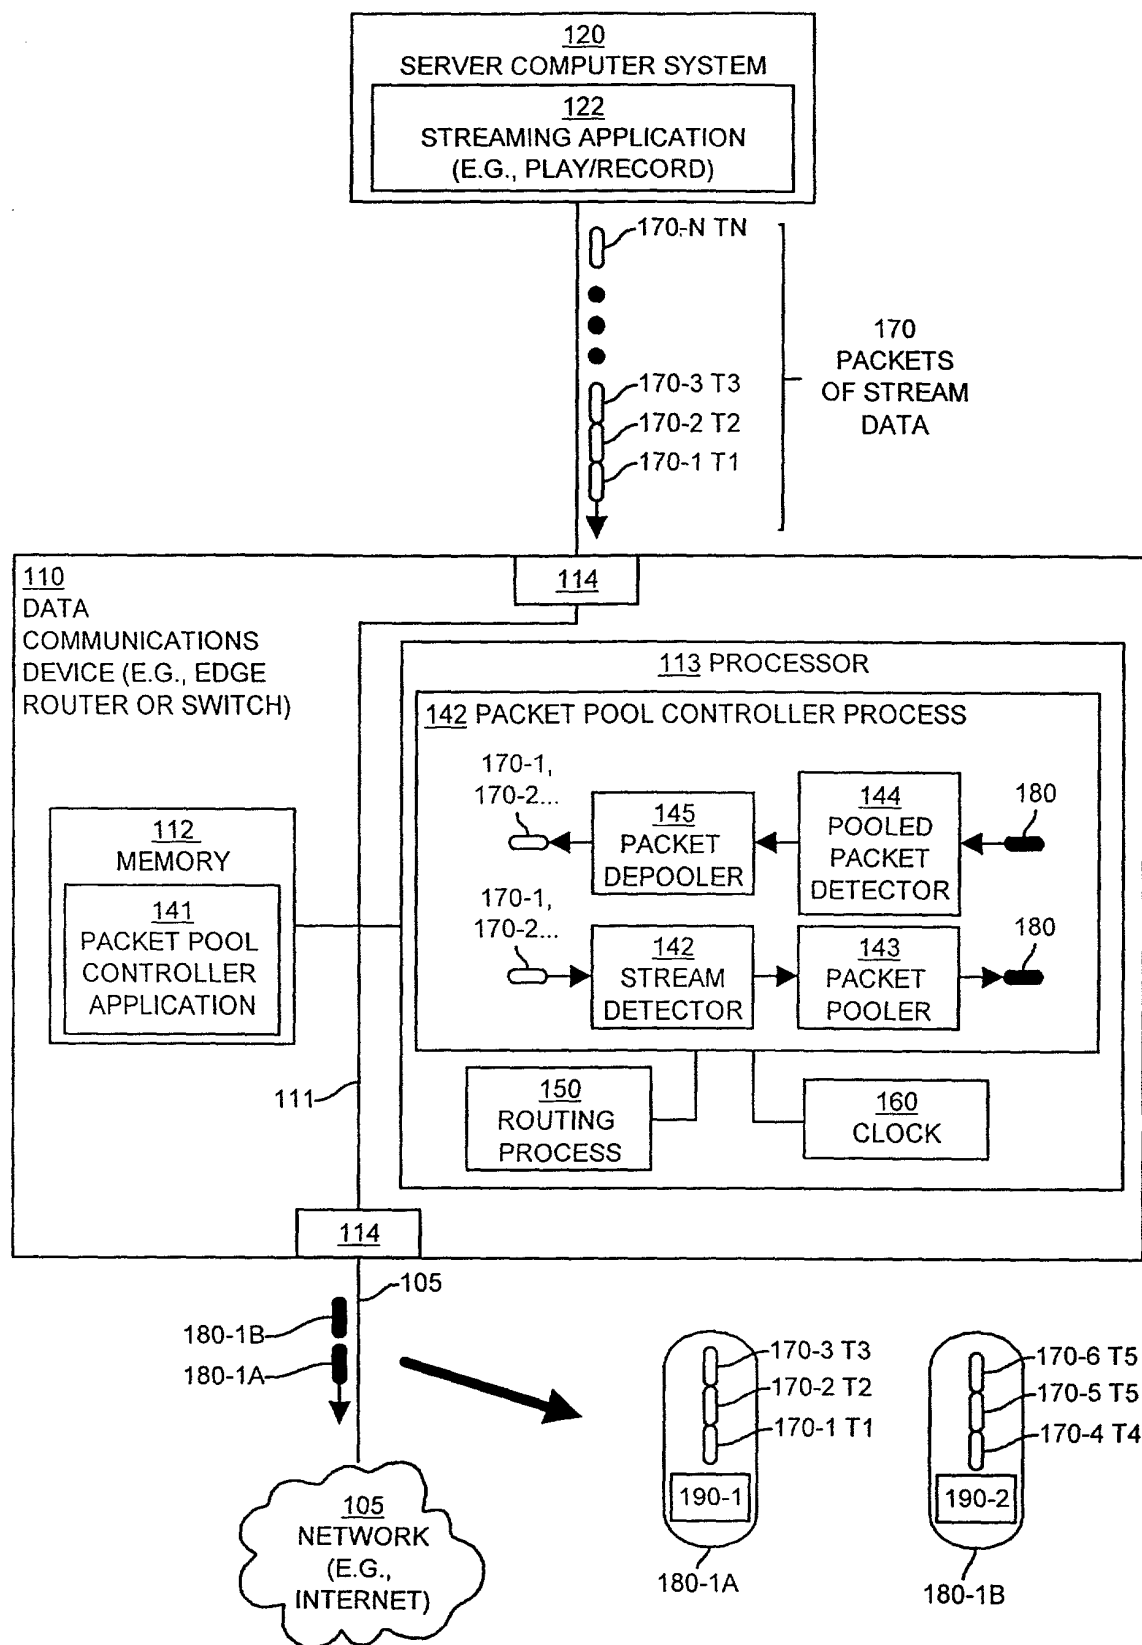 120
SERVER COMPUTER SYSTEM
122
STREAMING APPLICATION
(E.G., PLAY/RECORD)
170-N TN
170-3 T3
170-2 T2
170-1 T1
170
PACKETS
OF STREAM
DATA
110
DATA
COMMUNICATIONS
DEVICE (E.G., EDGE
ROUTER OR SWITCH)
114
113 PROCESSOR
142 PACKET POOL CONTROLLER PROCESS
170-1,
170-2...
145
PACKET
DEPOOLER
144
POOLED
PACKET
DETECTOR
180
170-1,
170-2...
142
STREAM
DETECTOR
143
PACKET
POOLER
180
112
MEMORY
141
PACKET POOL
CONTROLLER
APPLICATION
111
150
ROUTING
PROCESS
160
CLOCK
114
105
180-1B
180-1A
105
NETWORK
(E.G.,
INTERNET)
170-3 T3
170-2 T2
170-1 T1
190-1
180-1A
170-6 T5
170-5 T5
170-4 T4
190-2
180-1B